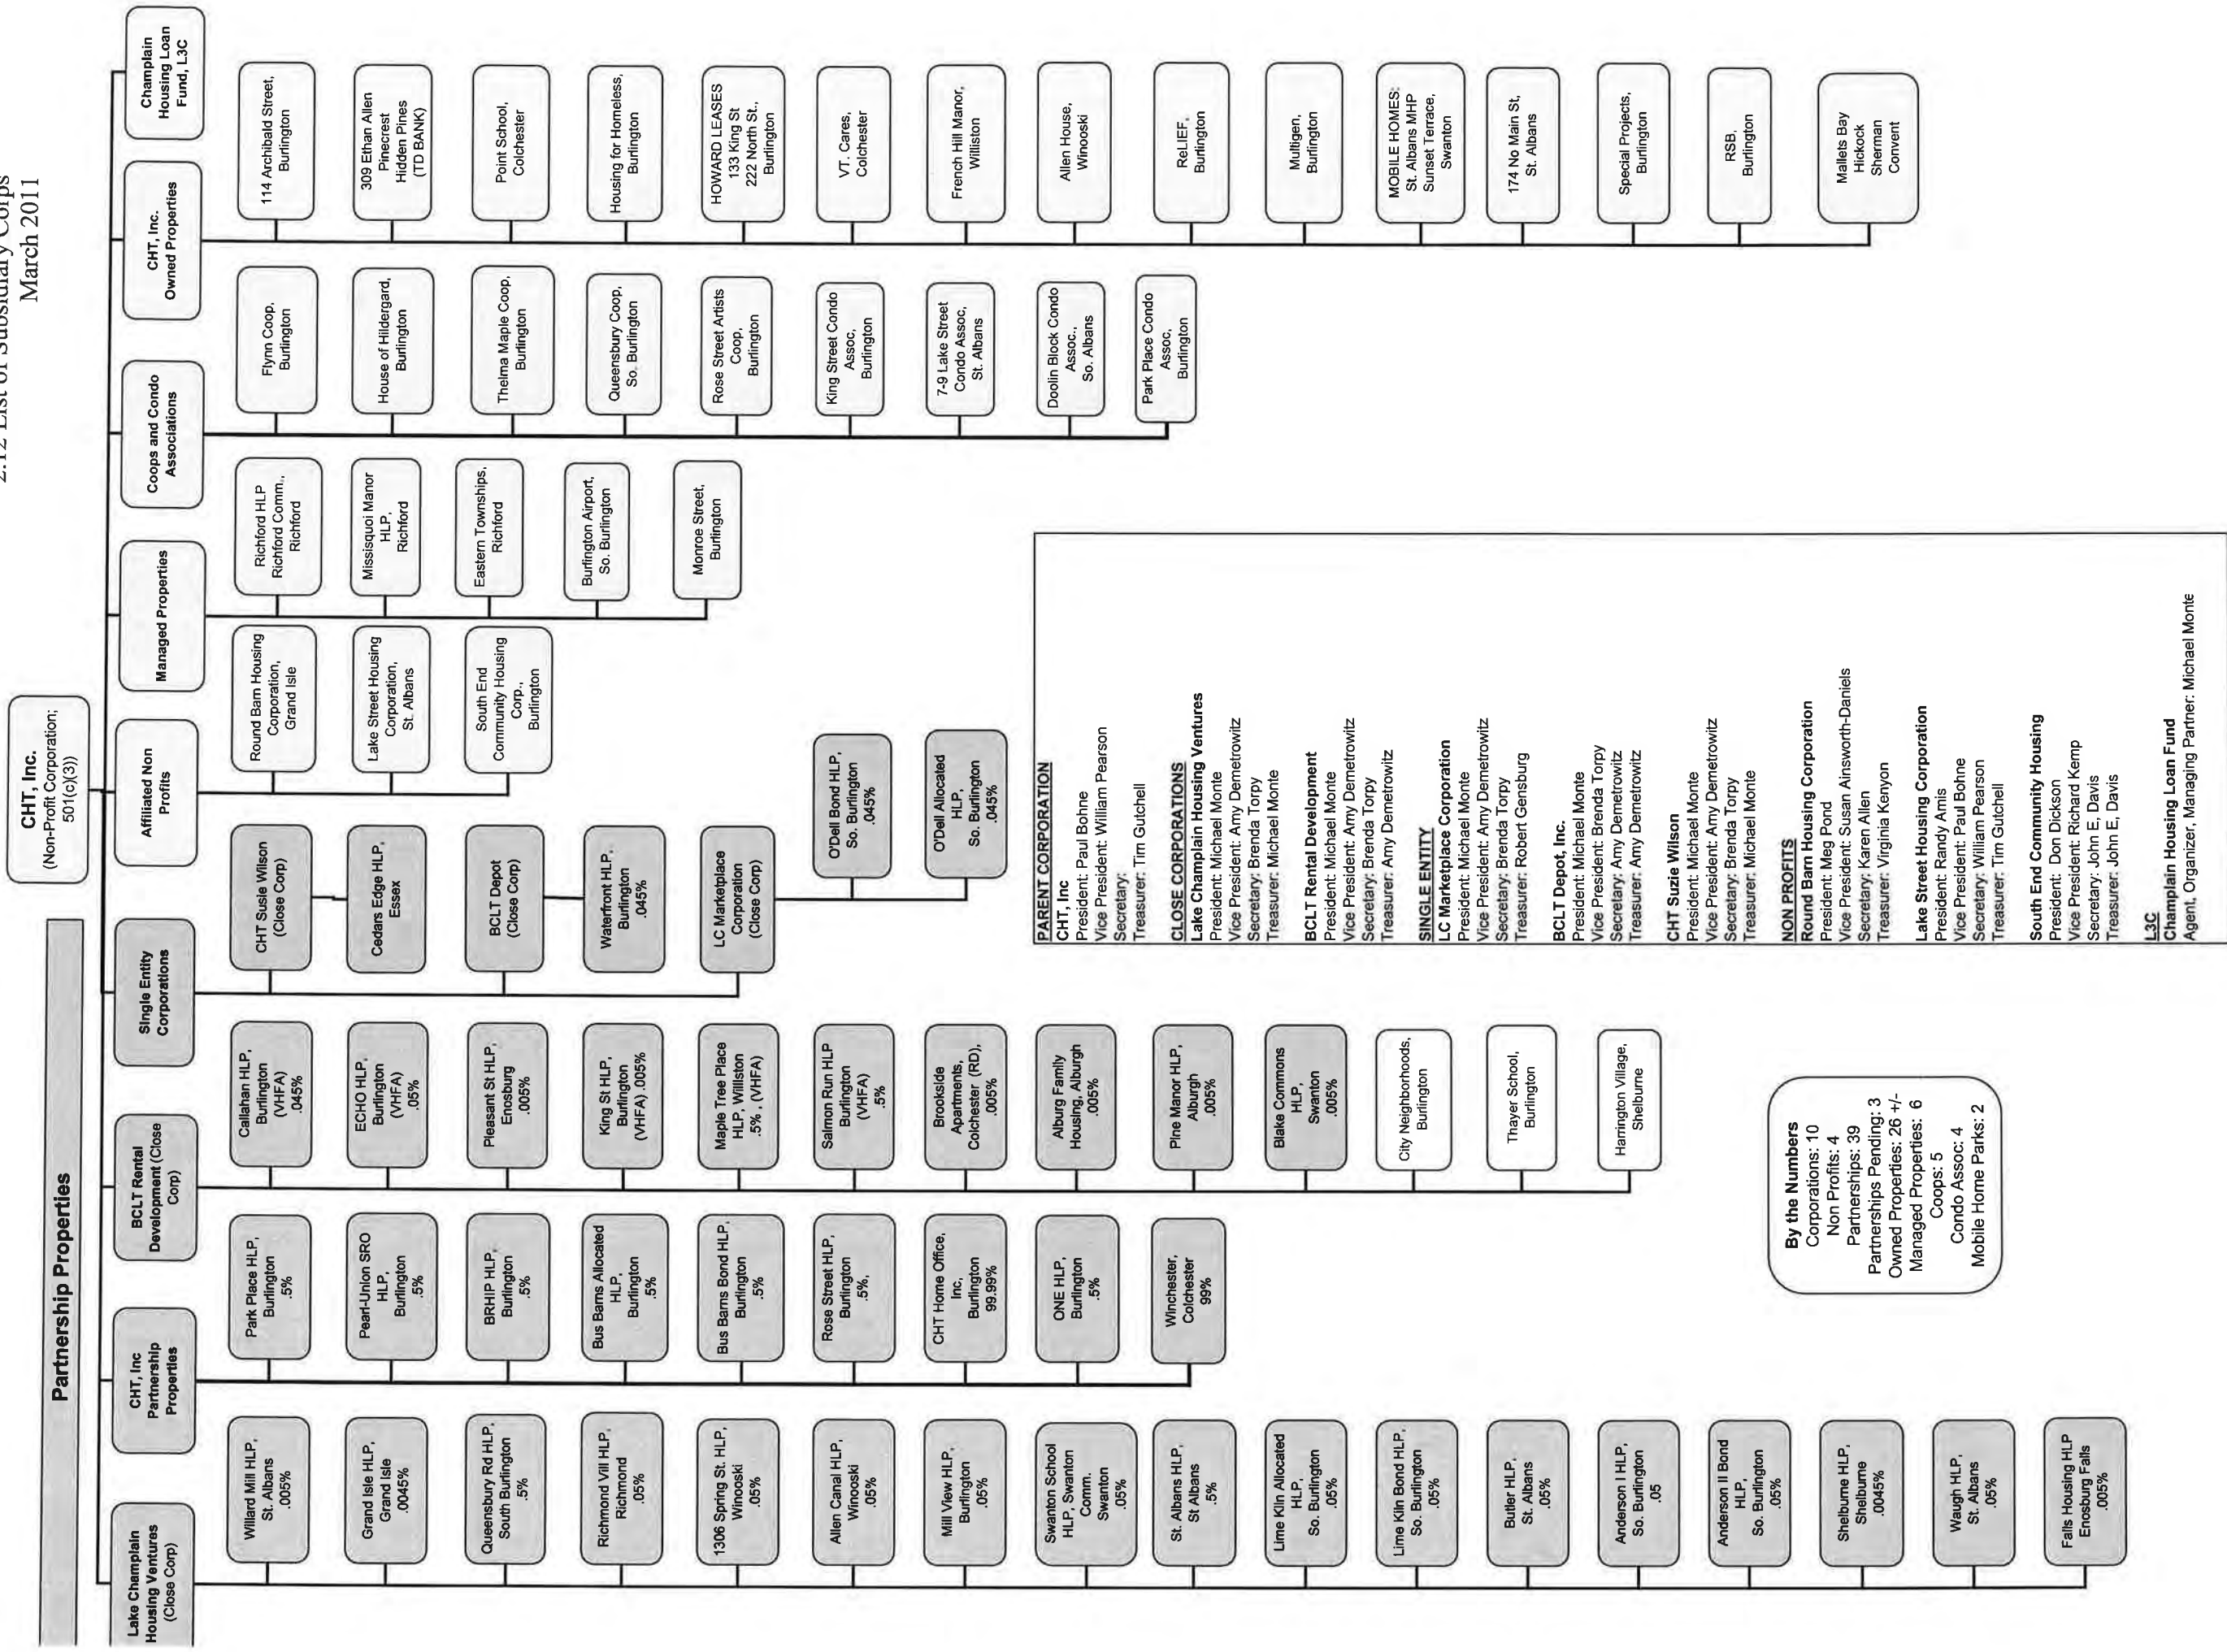 2.12 List of Subsidiary Corps
March 2011
CHT, Inc.
(Non-Profit Corporation;
501(c)(3))
Partnership Properties
Lake Champlain
Housing Ventures
(Close Corp)
Willard Mill HLP,
St. Albans
.005%
Grand Isle HLP,
Grand Isle
.0045%
Queensbury Rd HLP,
South Burlington
.5%
Richmond Vill HLP,
Richmond
.05%
1306 Spring St. HLP,
Winooski
.05%
Allen Canal HLP,
Winooski
.05%
Mill View HLP,
Burlington
.05%
Swanton School
HLP, Swanton
Comm.
Swanton
.05%
St. Albans HLP,
St Albans
.5%
Lime Kiln Allocated
HLP,
So. Burlington
.05%
Lime Kiln Bond HLP,
So. Burlington
.05%
Butler HLP,
St. Albans
.05%
Anderson I HLP,
So. Burlington
.05
Anderson II Bond
HLP,
So. Burlington
.05%
Shelburne HLP,
Shelburne
.0045%
Waugh HLP,
St. Albans
.05%
Falls Housing HLP
Enosburg Falls
.005%
CHT, Inc
Partnership
Properties
Park Place HLP,
Burlington
.5%
Pearl-Union SRO
HLP,
Burlington
.5%
BRHIP HLP,
Burlington
.5%
Bus Barns Allocated
HLP,
Burlington
.5%
Bus Barns Bond HLP,
Burlington
.5%
Rose Street HLP,
Burlington
.5%,
CHT Home Office,
Inc,
Burlington
99.99%
ONE HLP,
Burlington
.5%
Winchester,
Colchester
99%
BCLT Rental
Development (Close
Corp)
Callahan HLP,
Burlington
(VHFA)
.045%
ECHO HLP,
Burlington
(VHFA)
.05%
Pleasant St HLP,
Enosburg
.005%
King St HLP,
Burlington
(VHFA) .005%
Maple Tree Place
HLP, Williston
.5% , (VHFA)
Salmon Run HLP
Burlington
(VHFA)
.5%
Brookside
Apartments,
Colchester (RD),
.005%
Alburg Family
Housing, Alburgh
.005%
Pine Manor HLP,
Alburgh
.005%
Blake Commons
HLP,
Swanton
.005%
City Neighborhoods,
Burlington
Thayer School,
Burlington
Harrington Village,
Shelburne
Single Entity
Corporations
CHT Susie Wilson
(Close Corp)
Cedars Edge HLP,
Essex
BCLT Depot
(Close Corp)
Waterfront HLP,
Burlington
.045%
LC Marketplace
Corporation
(Close Corp)
O'Dell Bond HLP,
So. Burlington
.045%
O'Dell Allocated
HLP,
So. Burlington
.045%
Affiliated Non
Profits
Round Barn Housing
Corporation,
Grand Isle
Lake Street Housing
Corporation,
St. Albans
South End
Community Housing
Corp.,
Burlington
Managed Properties
Richford HLP
Richford Comm.,
Richford
Missisquoi Manor
HLP,
Richford
Eastern Townships,
Richford
Burlington Airport,
So. Burlington
Monroe Street,
Burlington
Coops and Condo
Associations
Flynn Coop,
Burlington
House of Hildergard,
Burlington
Thelma Maple Coop,
Burlington
Queensbury Coop,
So. Burlington
Rose Street Artists
Coop,
Burlington
King Street Condo
Assoc,
Burlington
7-9 Lake Street
Condo Assoc,
St. Albans
Doolin Block Condo
Assoc.,
So. Albans
Park Place Condo
Assoc,
Burlington
CHT, Inc.
Owned Properties
114 Archibald Street,
Burlington
309 Ethan Allen
Pinecrest
Hidden Pines
(TD BANK)
Point School,
Colchester
Housing for Homeless,
Burlington
HOWARD LEASES
133 King St
222 North St.,
Burlington
VT. Cares,
Colchester
French Hill Manor,
Williston
Allen House,
Winooski
ReLIEF,
Burlington
Multigen,
Burlington
MOBILE HOMES:
St. Albans MHP
Sunset Terrace,
Swanton
174 No Main St,
St. Albans
Special Projects,
Burlington
RSB,
Burlington
Mallets Bay
Hickock
Sherman
Convent
Champlain
Housing Loan
Fund, L3C
PARENT CORPORATION
CHT, Inc
President: Paul Bohne
Vice President: William Pearson
Secretary:
Treasurer: Tim Gutchell
CLOSE CORPORATIONS
Lake Champlain Housing Ventures
President: Michael Monte
Vice President: Amy Demetrowitz
Secretary: Brenda Torpy
Treasurer: Michael Monte
BCLT Rental Development
President: Michael Monte
Vice President: Amy Demetrowitz
Secretary: Brenda Torpy
Treasurer: Amy Demetrowitz
SINGLE ENTITY
LC Marketplace Corporation
President: Michael Monte
Vice President: Amy Demetrowitz
Secretary: Brenda Torpy
Treasurer: Robert Gensburg
BCLT Depot, Inc.
President: Michael Monte
Vice President: Brenda Torpy
Secretary: Amy Demetrowitz
Treasurer: Amy Demetrowitz
CHT Suzie Wilson
President: Michael Monte
Vice President: Amy Demetrowitz
Secretary: Brenda Torpy
Treasurer: Michael Monte
NON PROFITS
Round Barn Housing Corporation
President: Meg Pond
Vice President: Susan Ainsworth-Daniels
Secretary: Karen Allen
Treasurer: Virginia Kenyon
Lake Street Housing Corporation
President: Randy Amis
Vice President: Paul Bohne
Secretary: William Pearson
Treasurer: Tim Gutchell
South End Community Housing
President: Don Dickson
Vice President: Richard Kemp
Secretary: John E, Davis
Treasurer: John E, Davis
L3C
Champlain Housing Loan Fund
Agent, Organizer, Managing Partner: Michael Monte
By the Numbers
Corporations: 10
Non Profits: 4
Partnerships: 39
Partnerships Pending: 3
Owned Properties: 26 +/-
Managed Properties: 6
Coops: 5
Condo Assoc: 4
Mobile Home Parks: 2